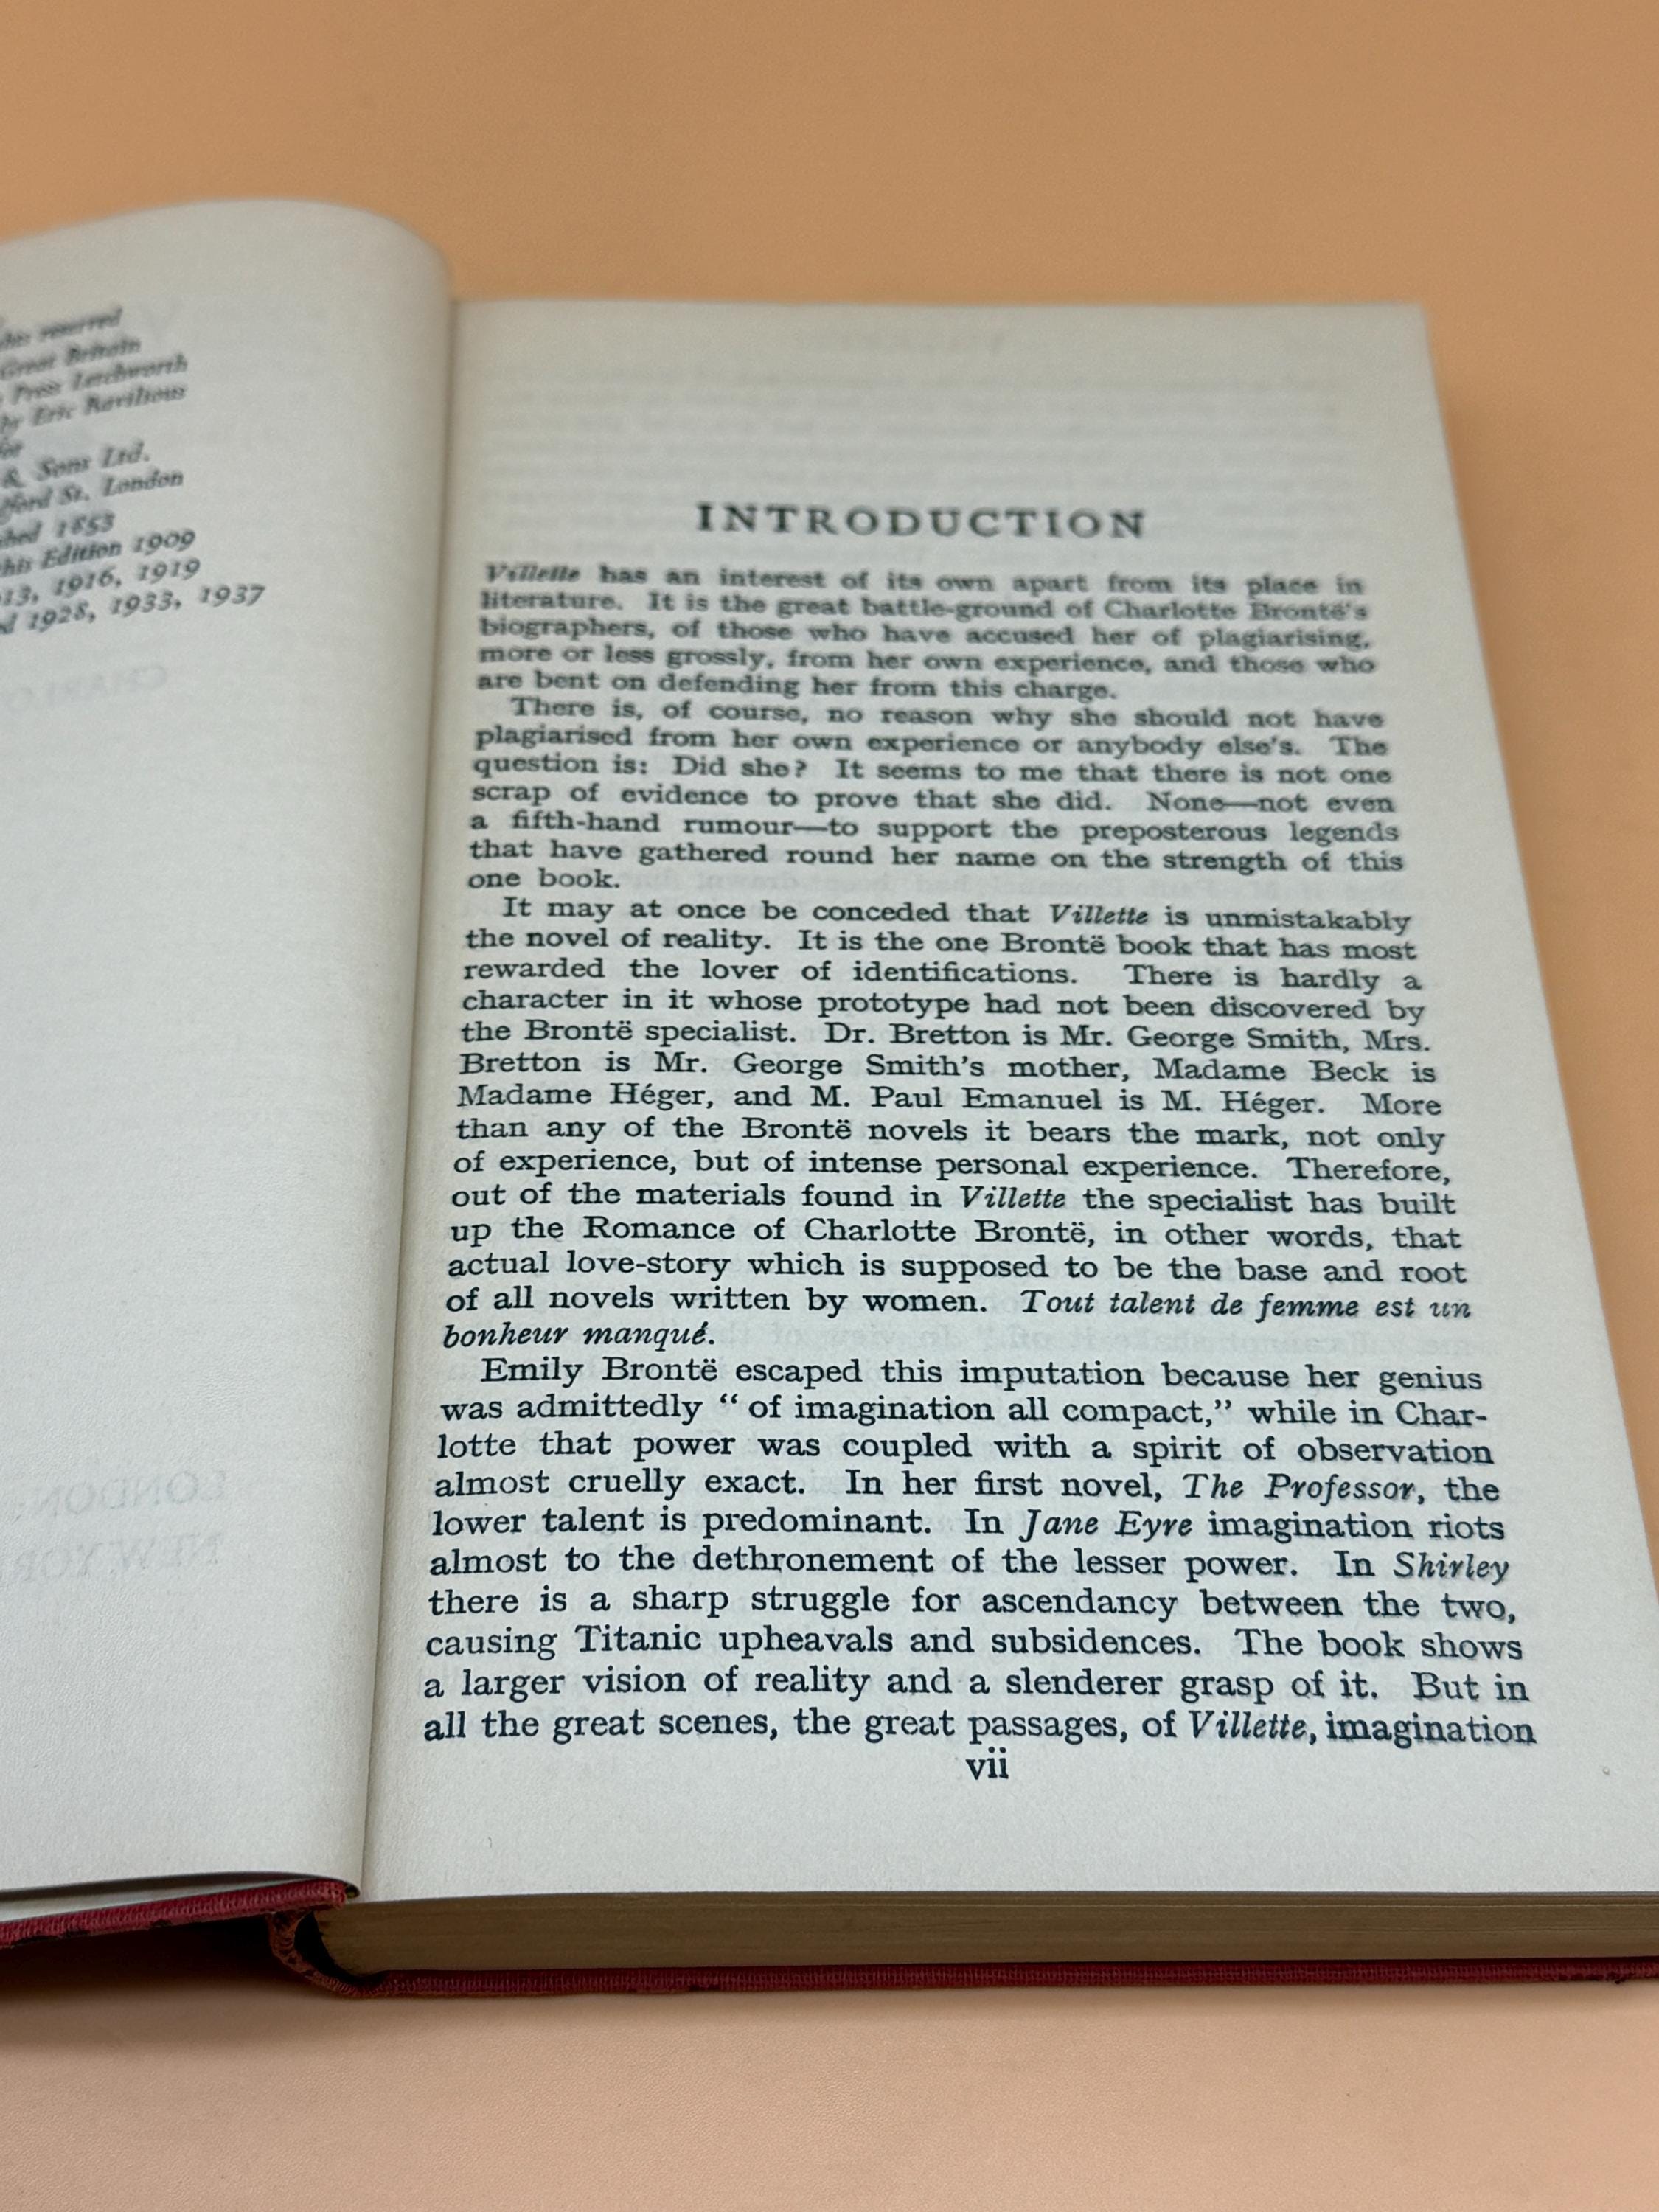 reserved
Great Britain
Press Letchworth
by Eric Ravilious
for
& Sons Ltd.
St. London
1853
this Edition 1909
13, 1916, 1919
1928, 1933, 1937
INTRODUCTION
Villette has an interest of its own apart from its place in
literature. It is the great battle-ground of Charlotte Brontë's
biographers, of those who have accused her of plagiarising,
more or less grossly, from her own experience, and those who
are bent on defending her from this charge.
There is, of course, no reason why she should not have
plagiarised from her own experience or anybody else's. The
question is: Did she? It seems to me that there is not one
scrap of evidence to prove that she did. None—not even
a fifth-hand rumour—to support the preposterous legends
that have gathered round her name on the strength of this
one book.
It may at once be conceded that Villette is unmistakably
the novel of reality. It is the one Brontë book that has most
rewarded the lover of identifications. There is hardly a
character in it whose prototype had not been discovered by
the Brontë specialist. Dr. Bretton is Mr. George Smith, Mrs.
Bretton is Mr. George Smith's mother, Madame Beck is
Madame Héger, and M. Paul Emanuel is M. Héger. More
than any of the Brontë novels it bears the mark, not only
of experience, but of intense personal experience. Therefore,
out of the materials found in Villette the specialist has built
up the Romance of Charlotte Brontë, in other words, that
actual love-story which is supposed to be the base and root
of all novels written by women. Tout talent de femme est un
bonheur manqué.
Emily Brontë escaped this imputation because her genius
was admittedly “ of imagination all compact,” while in Char-
lotte that power was coupled with a spirit of observation
almost cruelly exact. In her first novel, The Professor, the
lower talent is predominant. In Jane Eyre imagination riots
almost to the dethronement of the lesser power. In Shirley
there is a sharp struggle for ascendancy between the two,
causing Titanic upheavals and subsidences. The book shows
a larger vision of reality and a slenderer grasp of it. But in
all the great scenes, the great passages, of Villette, imagination
vii